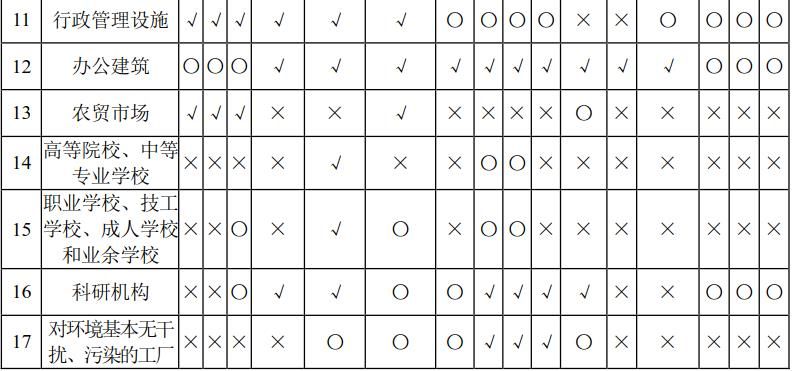 11 行政管理设施 √ √ √ √ √ √ ○ ○ ○ ○ × × ○ ○ ○ ○
12 办公建筑 ○ ○ ○ √ √ √ √ √ √ √ √ √ √ ○ ○ ○
13 农贸市场 √ √ √ × × √ × × × × ○ × × × × ×
高等院校、中等
14 × × × × √ × × ○ ○ × × × × × × ×
专业学校
职业学校、技工
15 学校、成人学校 × × ○ × √ ○ × ○ ○ × × × × × × ×
和业余学校
16 科研机构 × × ○ √ √ ○ ○ √ √ √ √ × × ○ ○ ○
对环境基本无干
17 × × × × ○ ○ ○ √ √ √ ○ × × × × ×
扰、污染的工厂